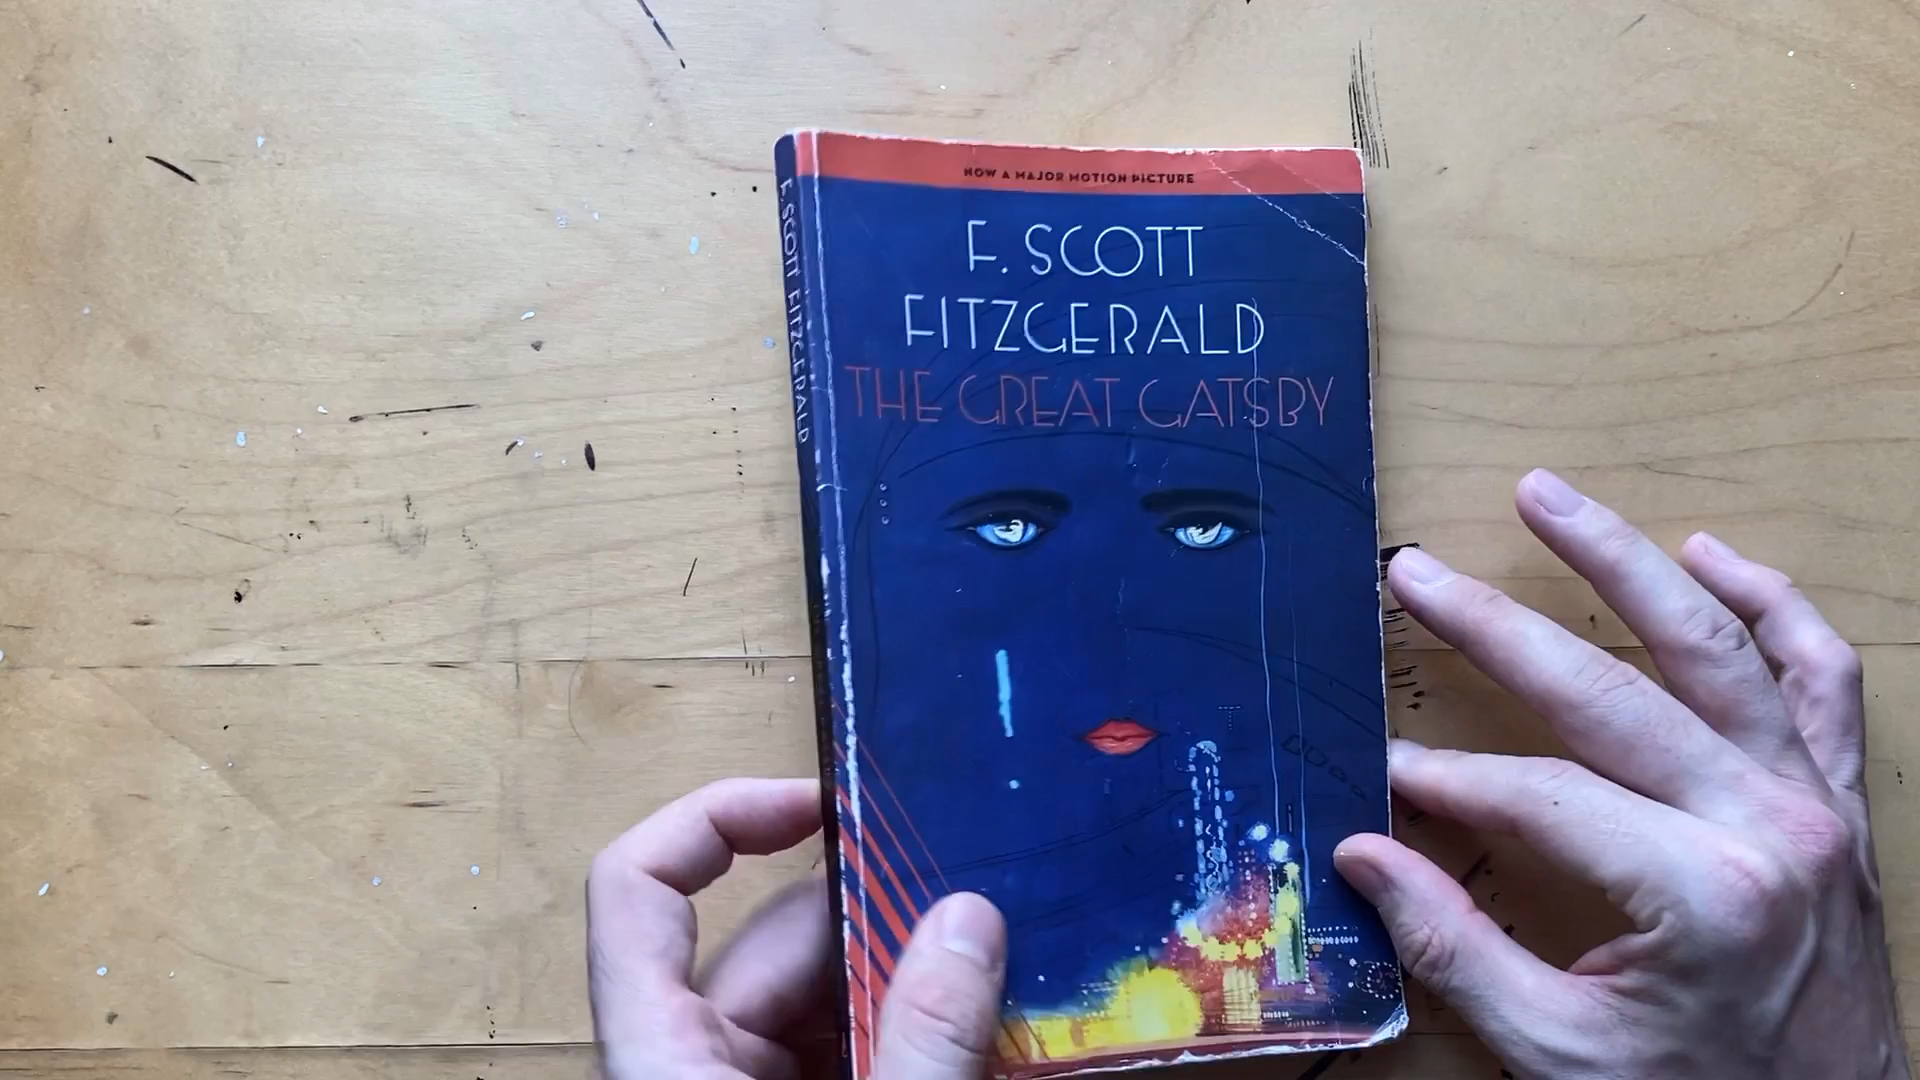 NOW A MAJOR MOTION PICTURE
F. SCOTT
FITZGERALD
THE GREAT GATSBY
F. SCOTT FITZGERALD